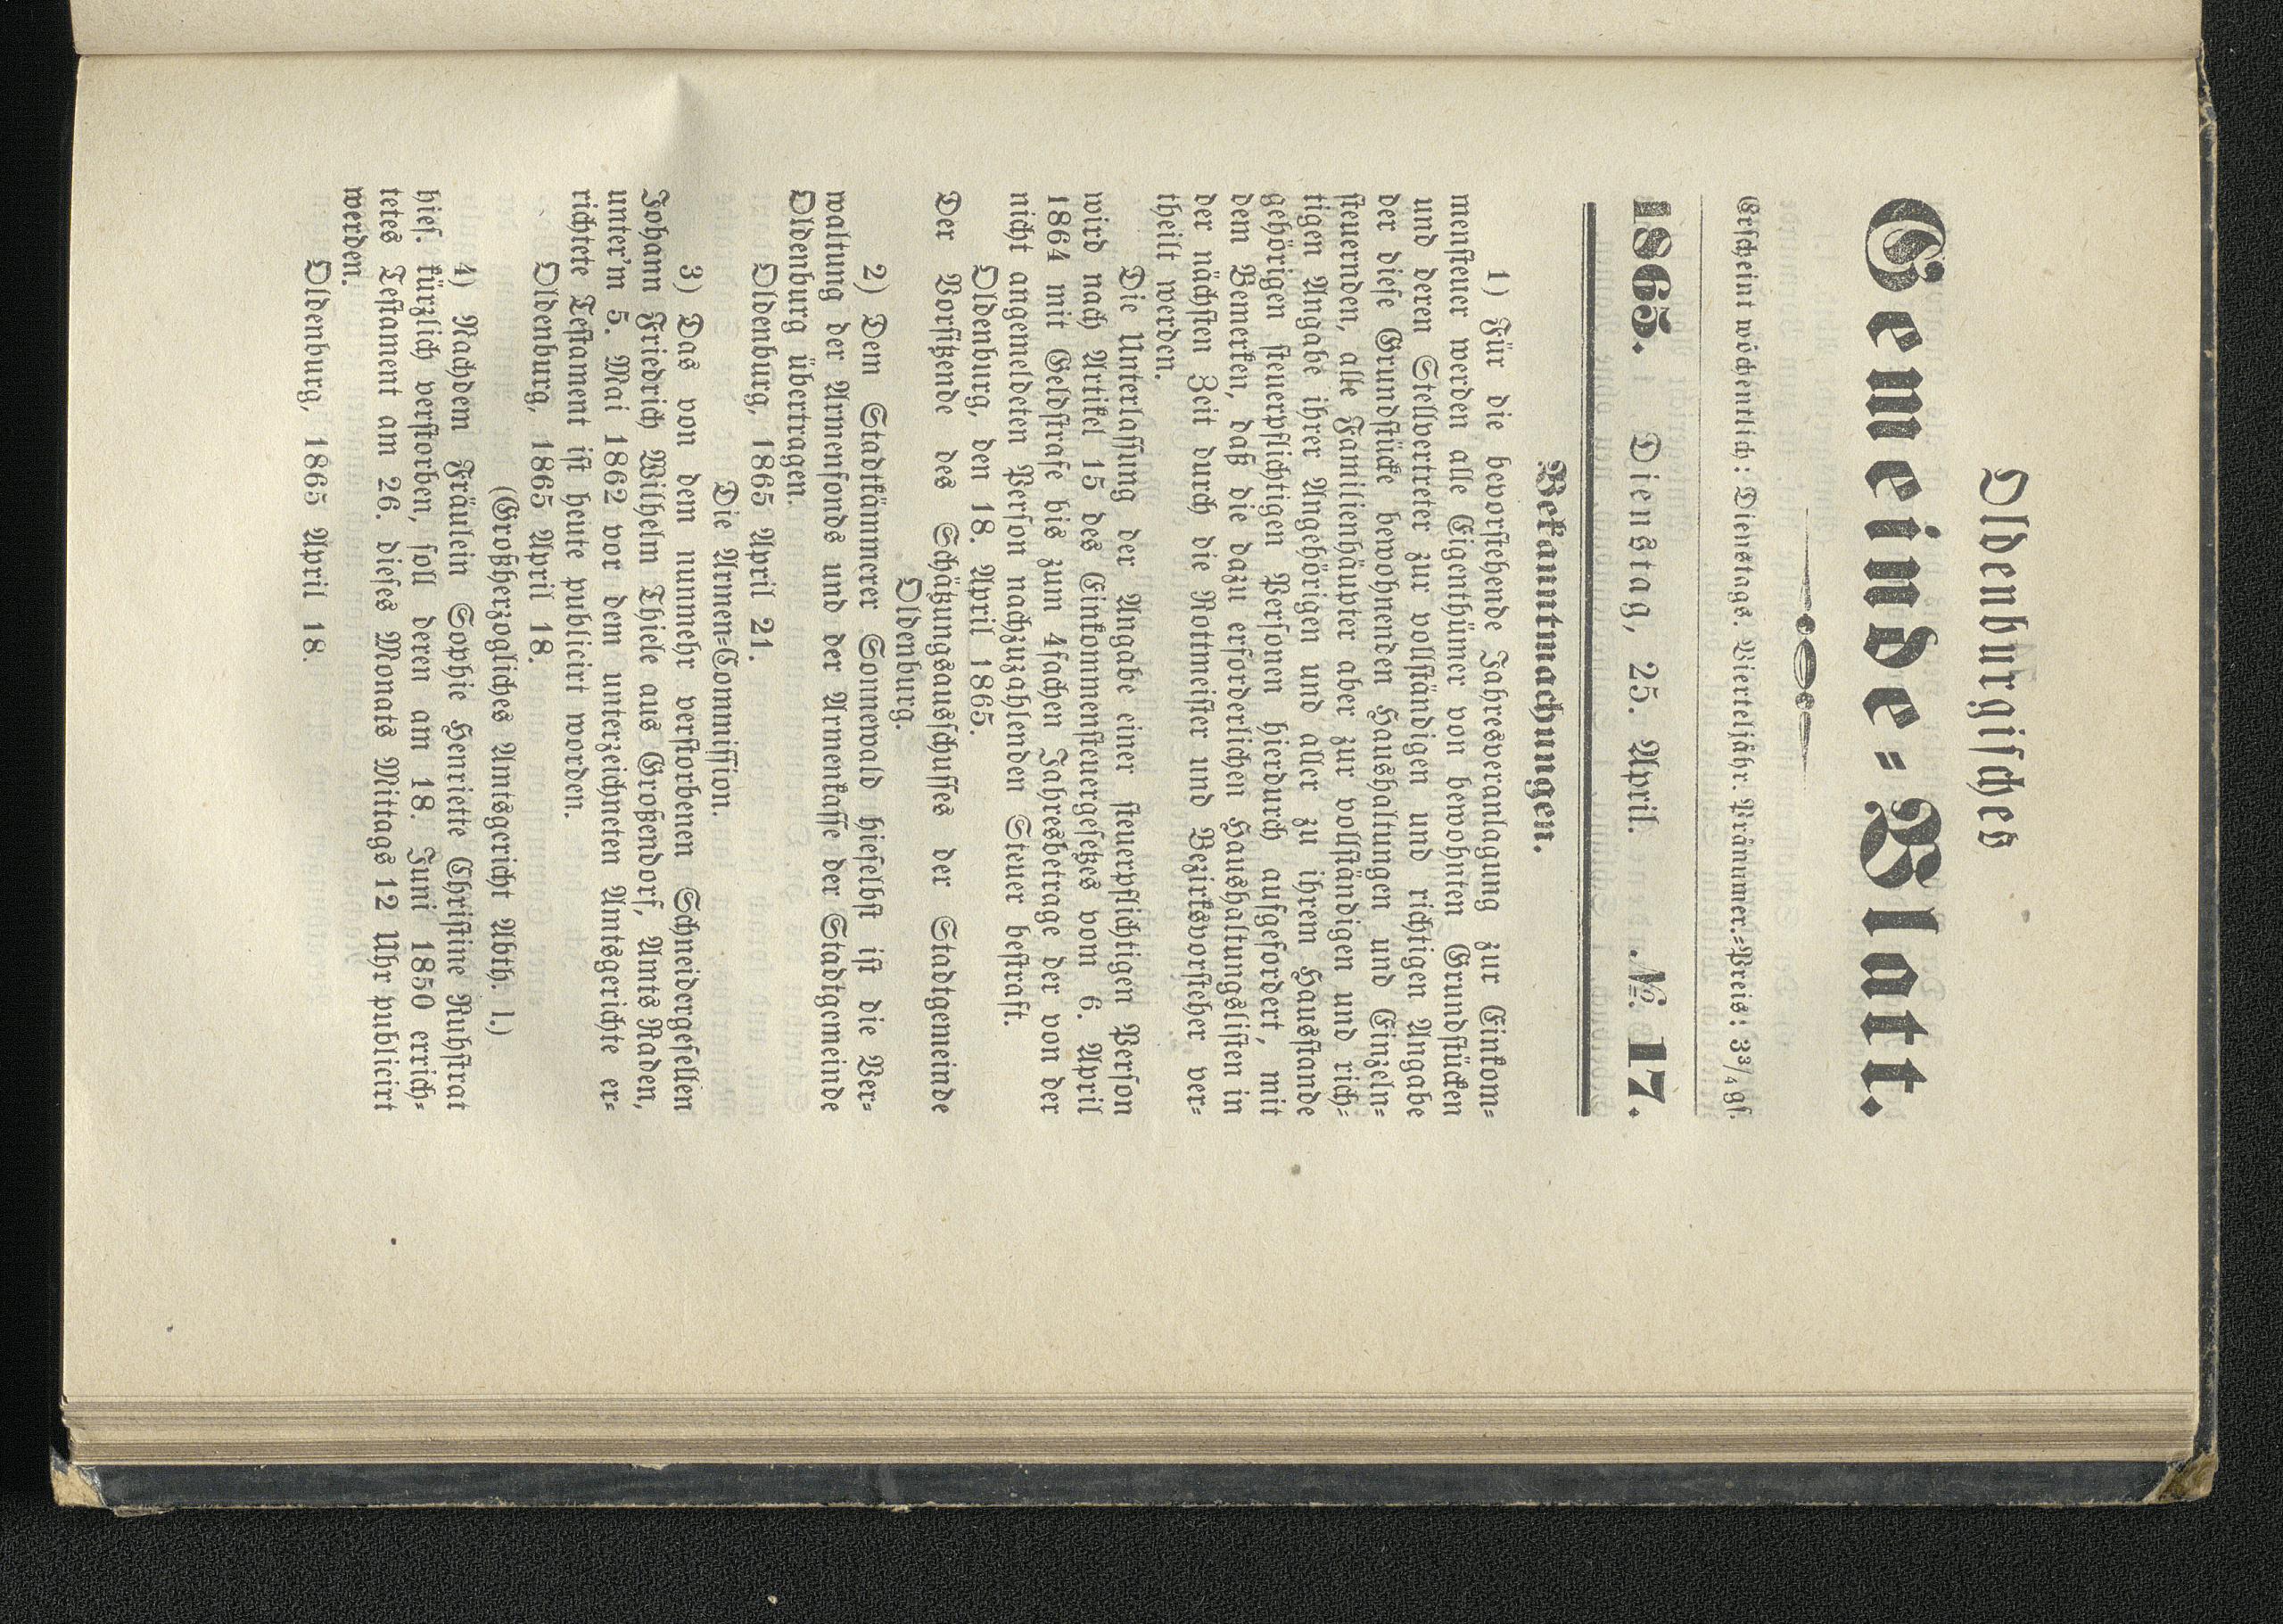 Oldenburgisches
Gemeinde-Blatt.
Erscheint wöchentlich: Dienstags. Vierteljähr. Pränumer.-Preis: 3¾ gs.
1865. Dienstag, 25. April. №. 17.
Bekanntmachungen.
1) Für die bevorstehende Jahresveranlagung zur Einkom-
mensteuer werden alle Eigenthümer von bewohnten Grundstücken
und deren Stellvertreter zur vollständigen und richtigen Angabe
der diese Grundstücke bewohnenden Haushaltungen und Einzeln-
steuernden, alle Familienhäupter aber zur vollständigen und rich-
tigen Angabe ihrer Angehörigen und aller zu ihrem Hausstande
gehörigen steuerpflichtigen Personen hierdurch aufgefordert, mit
dem Bemerken, daß die dazu erforderlichen Haushaltungslisten in
der nächsten Zeit durch die Rottmeister und Bezirksvorsteher ver-
theilt werden.
Die Unterlassung der Angabe einer steuerpflichtigen Person
wird nach Artikel 15 des Einkommensteuergesetzes vom 6. April
1864 mit Geldstrafe bis zum 4fachen Jahresbetrage der von der
nicht angemeldeten Person nachzuzahlenden Steuer bestraft.
Oldenburg, den 18. April 1865.
Der Vorsitzende des Schätzungsausschusses der Stadtgemeinde
Oldenburg.
2) Dem Stadtkämmerer Sonnewald hieselbst ist die Ver-
waltung der Armenfonds und der Armenkasse der Stadtgemeinde
Oldenburg übertragen.
Oldenburg, 1865 April 21.
Die Armen-Commission.
3) Das von dem nunmehr verstorbenen Schneidergesellen
Johann Friedrich Wilhelm Thiele aus Großendorf, Amts Raden,
unter'm 5. Mai 1862 vor dem unterzeichneten Amtsgerichte er-
richtete Testament ist heute publicirt worden.
Oldenburg, 1865 April 18.
(Großherzogliches Amtsgericht Abth. I.)
4) Nachdem Fräulein Sophie Henriette Christine Ruhstrat
hies. kürzlich verstorben, soll deren am 18. Juni 1850 errich-
tetes Testament am 26. dieses Monats Mittags 12 Uhr publicirt
werden.
Oldenburg, 1865 April 18.